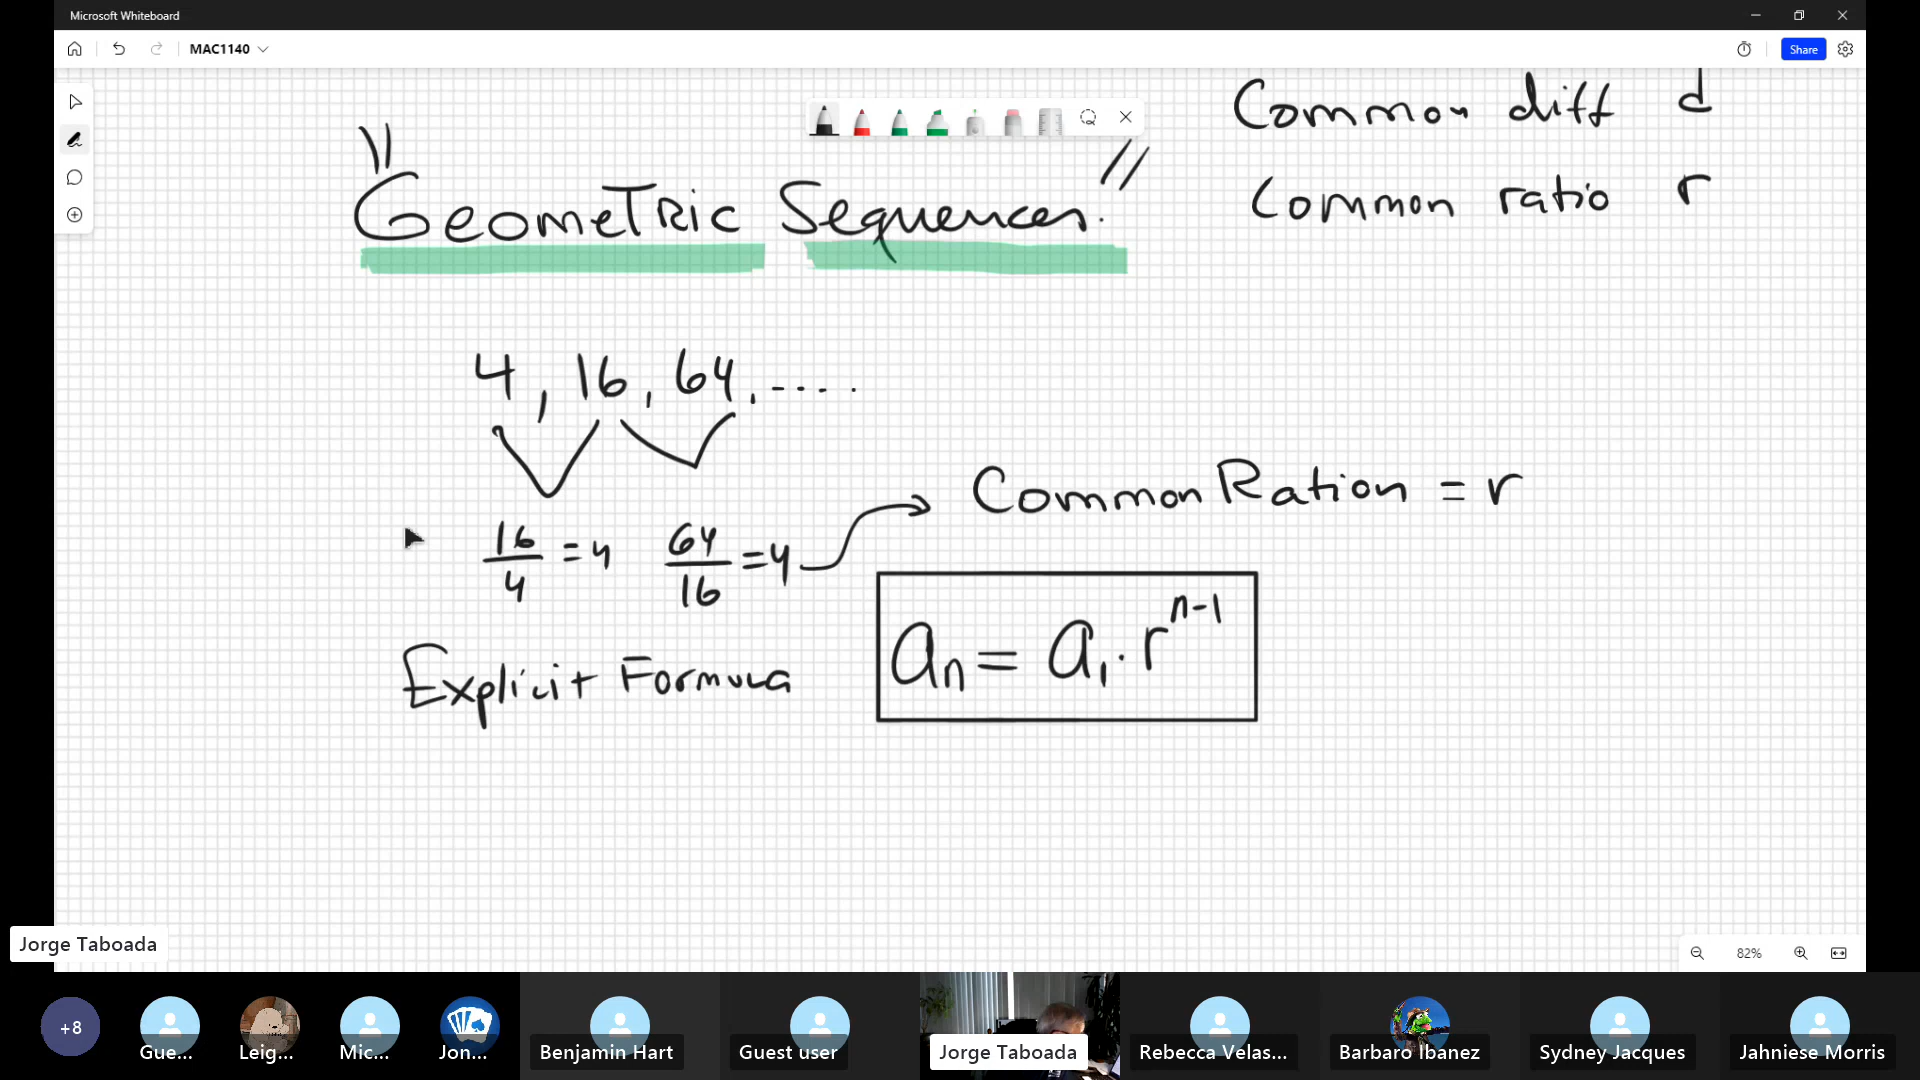 Microsoft Whiteboard
MAC1140
Share
Common diff d
Geometric Sequences.
Common ratio r
4, 16, 64, .....
Common Ration = r
16/4 = 4 64/16 = 4
Explicit Formula
aₙ = a₁ · rⁿ⁻¹
82%
Jorge Taboada
+8
Gue...
Leig...
Mic...
Jon...
Benjamin Hart
Guest user
Jorge Taboada
Rebecca Velas...
Barbaro Ibanez
Sydney Jacques
Jahniese Morris